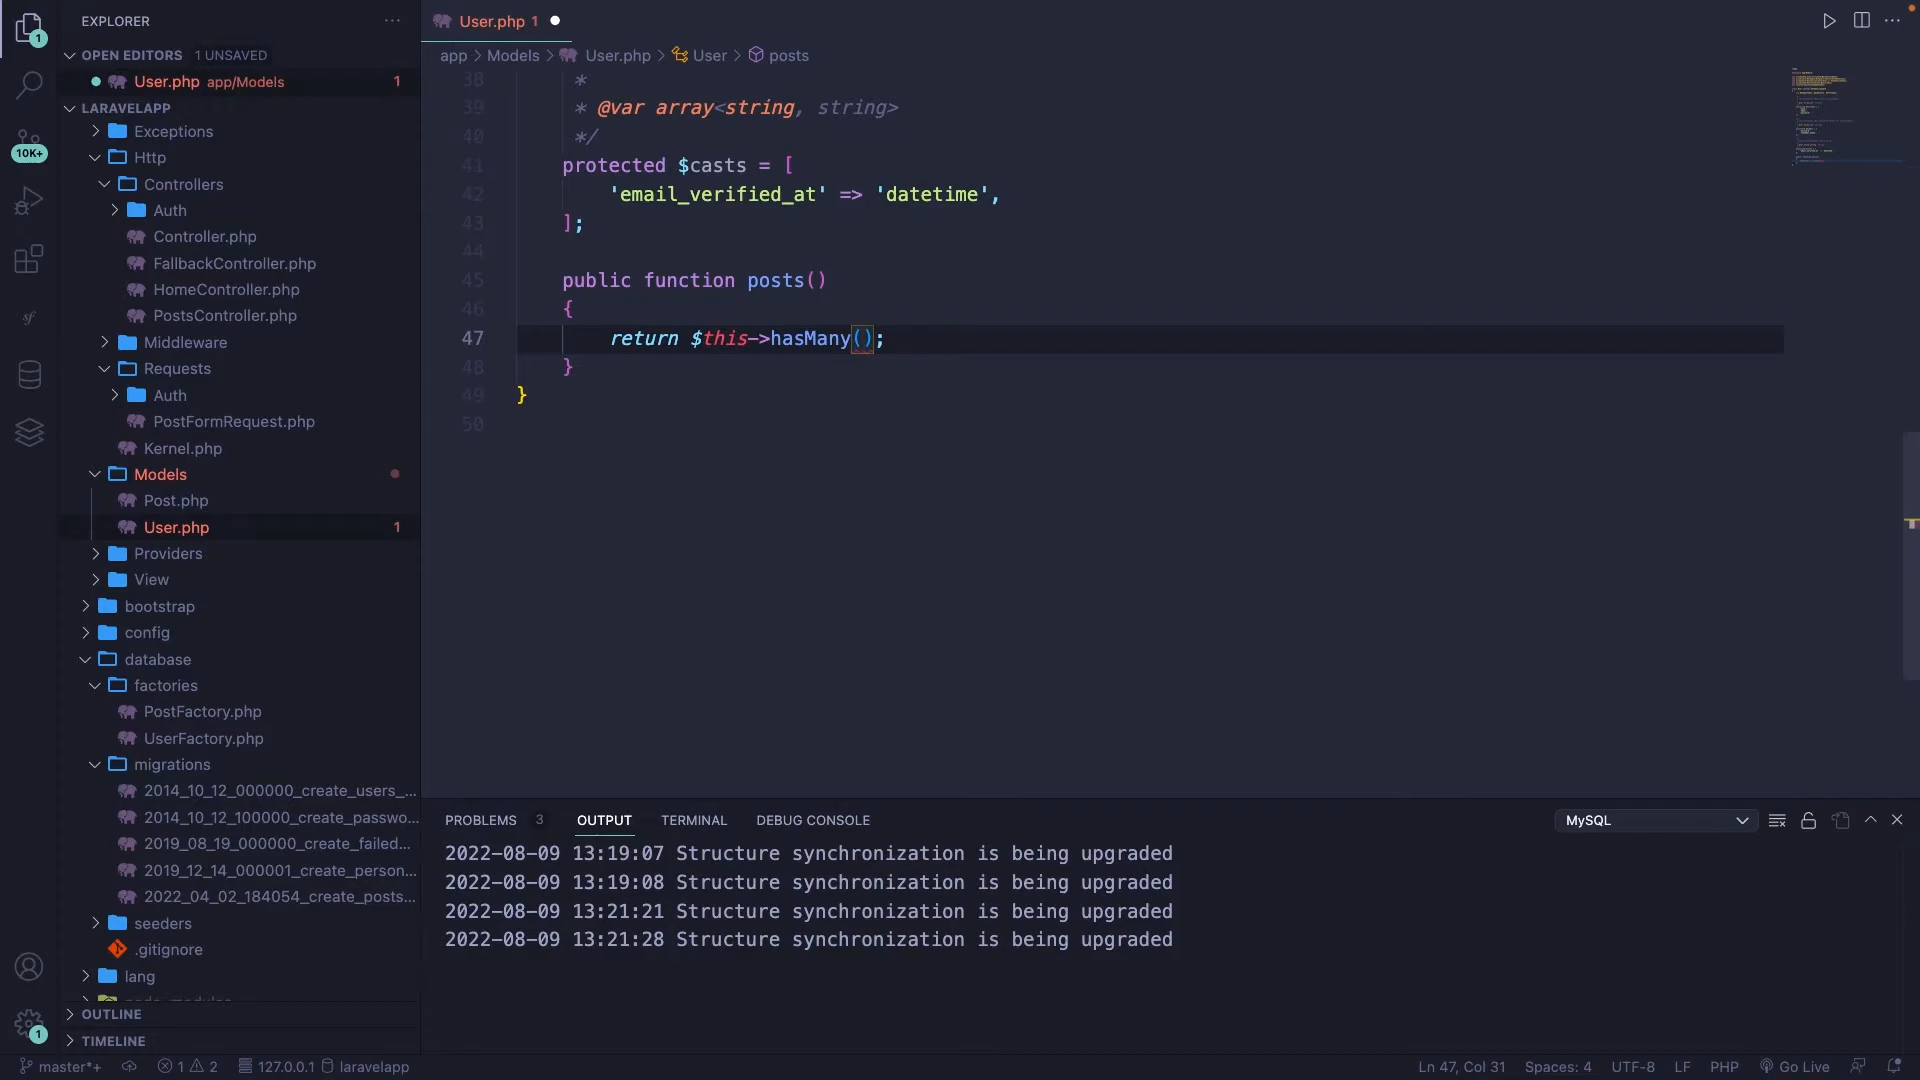 EXPLORER
OPEN EDITORS 1 UNSAVED
User.php app/Models 1
LARAVELAPP
Exceptions
Http
Controllers
Auth
Controller.php
FallbackController.php
HomeController.php
PostsController.php
Middleware
Requests
Auth
PostFormRequest.php
Kernel.php
Models
Post.php
User.php 1
Providers
View
bootstrap
config
database
factories
PostFactory.php
UserFactory.php
migrations
2014_10_12_000000_create_users_...
2014_10_12_100000_create_passwo...
2019_08_19_000000_create_failed...
2019_12_14_000001_create_person...
2022_04_02_184054_create_posts...
seeders
.gitignore
lang
OUTLINE
TIMELINE
1
10K+
1
User.php 1
app > Models > User.php > User > posts
38 *
39 * @var array<string, string>
40 */
41 protected $casts = [
42 'email_verified_at' => 'datetime',
43 ];
44
45 public function posts()
46 {
47 return $this->hasMany();
48 }
49 }
50
PROBLEMS 3 OUTPUT TERMINAL DEBUG CONSOLE MySQL
2022-08-09 13:19:07 Structure synchronization is being upgraded
2022-08-09 13:19:08 Structure synchronization is being upgraded
2022-08-09 13:21:21 Structure synchronization is being upgraded
2022-08-09 13:21:28 Structure synchronization is being upgraded
master*+ 1 2 127.0.0.1 laravelapp Ln 47, Col 31 Spaces: 4 UTF-8 LF PHP Go Live